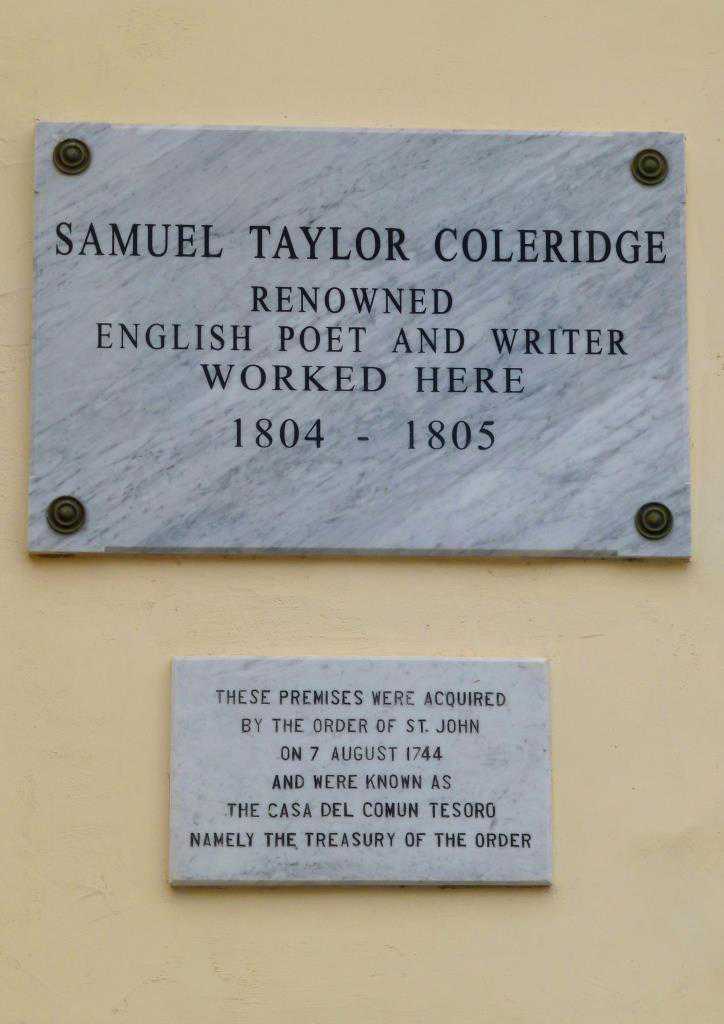 SAMUEL TAYLOR COLERIDGE
RENOWNED
ENGLISH POET AND WRITER
WORKED HERE
1804 - 1805
THESE PREMISES WERE ACQUIRED
BY THE ORDER OF ST. JOHN
ON 7 AUGUST 1744
AND WERE KNOWN AS
THE CASA DEL COMUN TESORO
NAMELY THE TREASURY OF THE ORDER